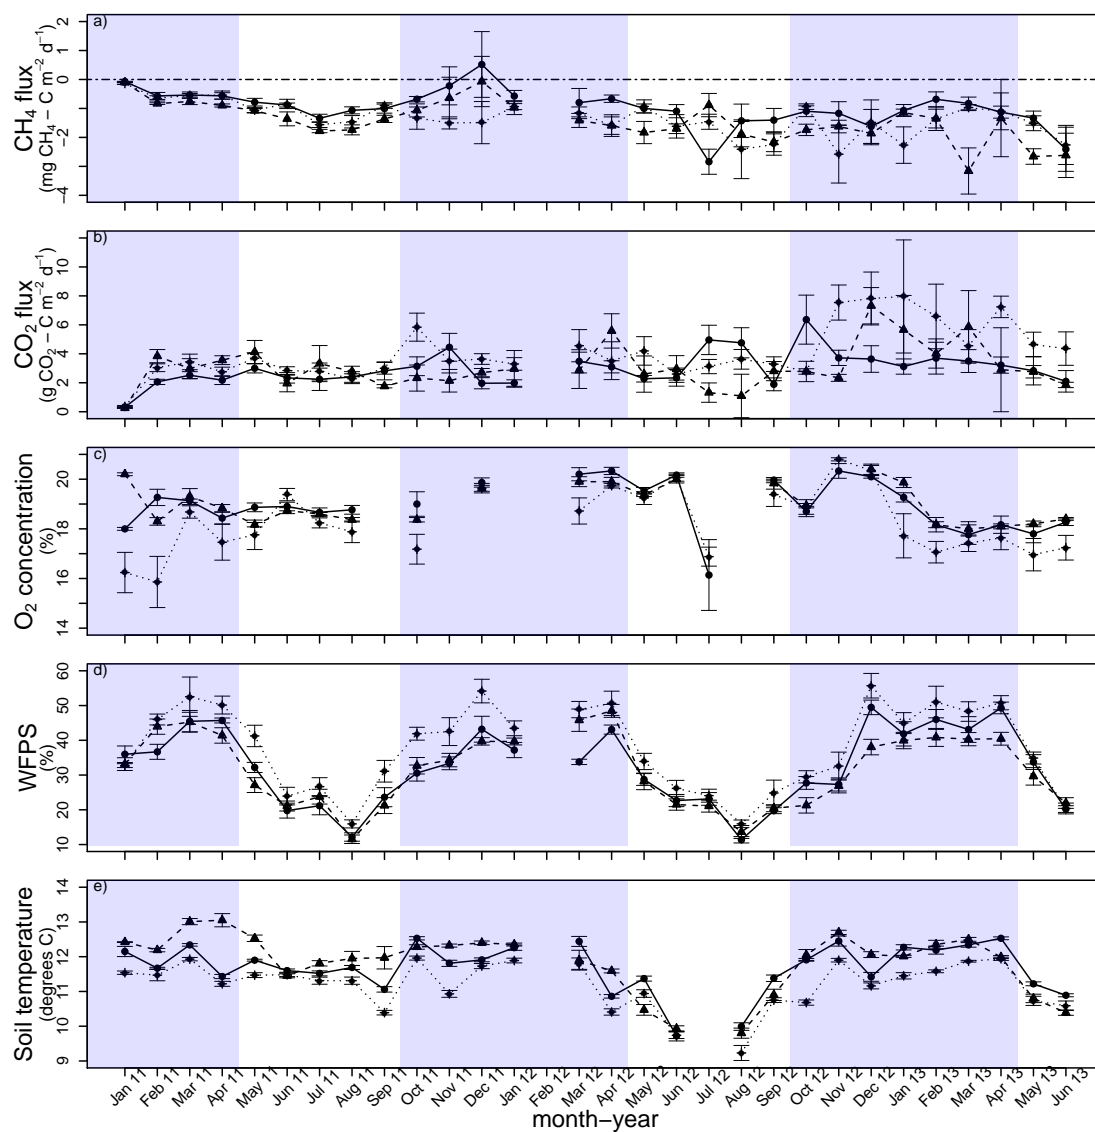 a)
CH4 flux
(mg CH4 − C m−2 d−1)
2
1
0
−2
−4
b)
CO2 flux
(g CO2 − C m−2 d−1)
10
8
6
4
2
0
c)
O2 concentration
(%)
20
18
16
14
d)
WFPS
(%)
60
50
40
30
20
10
e)
Soil temperature
(degrees C)
14
13
12
11
10
9
Jan 11
Feb 11
Mar 11
Apr 11
May 11
Jun 11
Jul 11
Aug 11
Sep 11
Oct 11
Nov 11
Dec 11
Jan 12
Feb 12
Mar 12
Apr 12
May 12
Jun 12
Jul 12
Aug 12
Sep 12
Oct 12
Nov 12
Dec 12
Jan 13
Feb 13
Mar 13
Apr 13
May 13
Jun 13
month−year